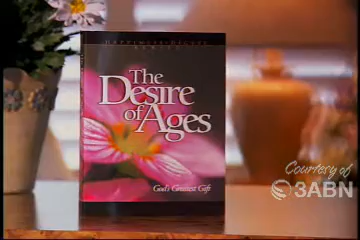 The
Desire
of Ages
God's Greatest Gift
Courtesy of
3ABN